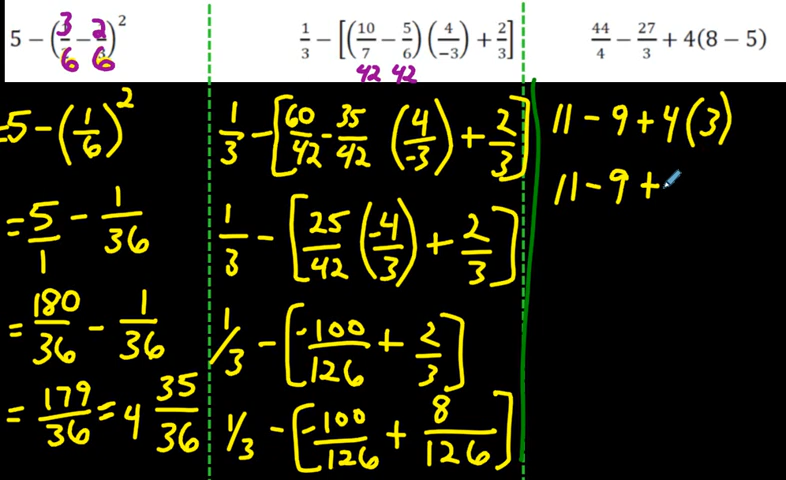 5 − (3/6 − 2/6)²
=5 − (1/6)²
= 5/1 − 1/36
= 180/36 − 1/36
= 179/36 = 4 35/36
1/3 − [(10/7 − 5/6)(4/−3) + 2/3]
42 42
1/3 − [60/42 − 35/42 (4/−3) + 2/3]
1/3 − [25/42 (−4/3) + 2/3]
1/3 − [−100/126 + 2/3]
1/3 − [−100/126 + 8/126]
44/4 − 27/3 + 4(8 − 5)
11 − 9 + 4(3)
11 − 9 +